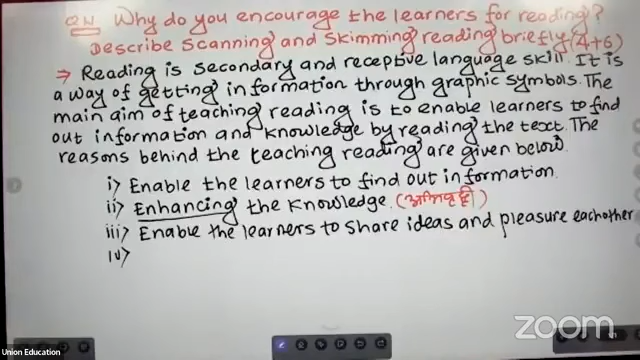 QN Why do you encourage the learners for reading?
Describe Scanning and Skimming reading briefly (4+6)
⇒ Reading is secondary and receptive language skill. It is
a way of getting information through graphic symbols. The
main aim of teaching reading is to enable learners to find
out information and knowledge by reading the text. The
reasons behind the teaching reading are given below.
i) Enable the learners to find out information.
ii) Enhancing the knowledge. (अभिवृद्धि)
iii) Enable the learners to share ideas and pleasure eachother
iv)
zoom
Union Education